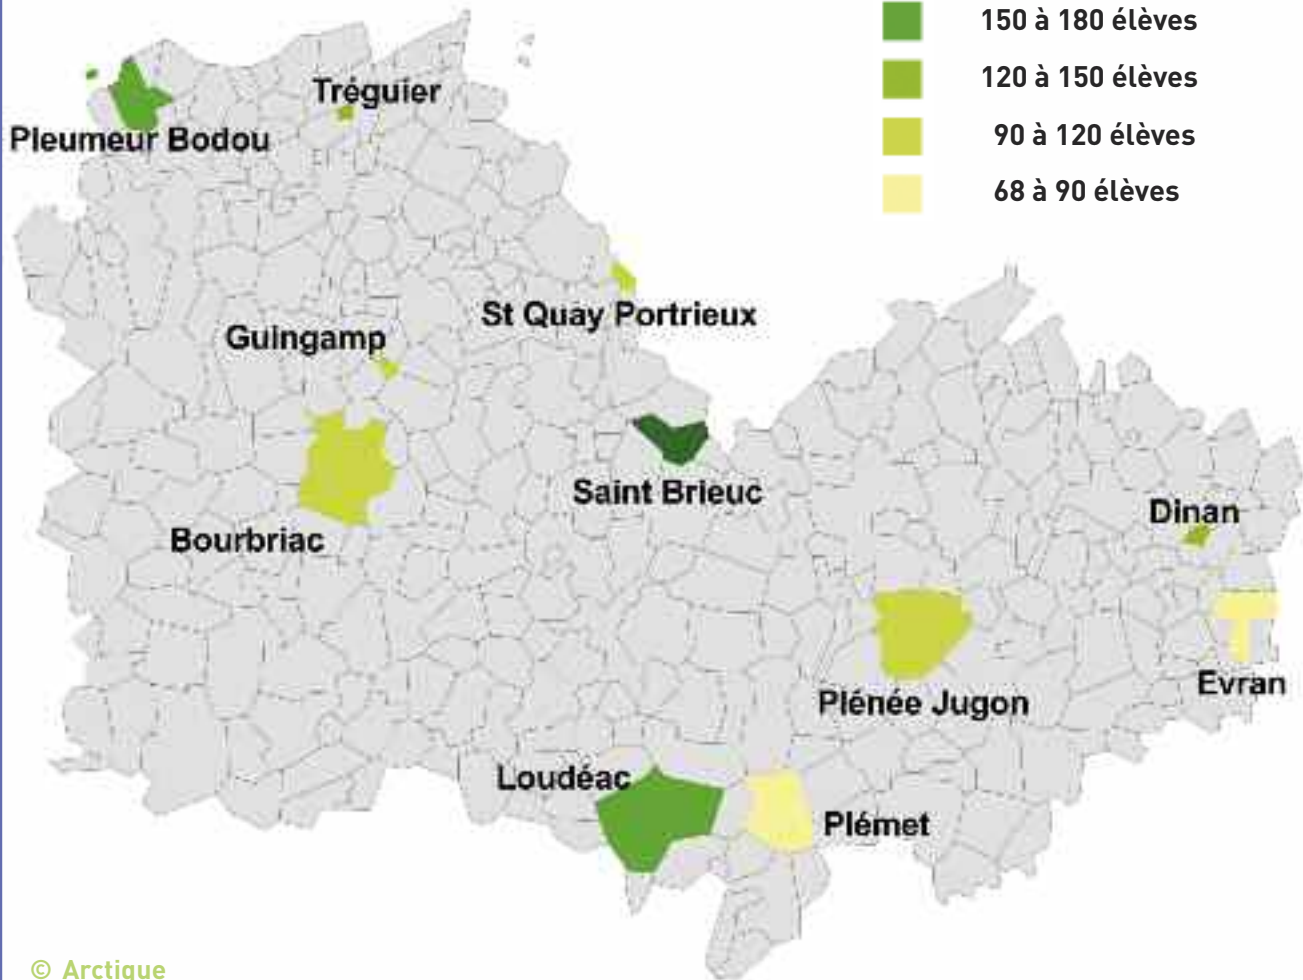 150 à 180 élèves
120 à 150 élèves
90 à 120 élèves
68 à 90 élèves
Tréguier
Pleumeur Bodou
St Quay Portrieux
Guingamp
Saint Brieuc
Dinan
Bourbriac
Evran
Plénée Jugon
Loudéac
Plémet
© Arctique